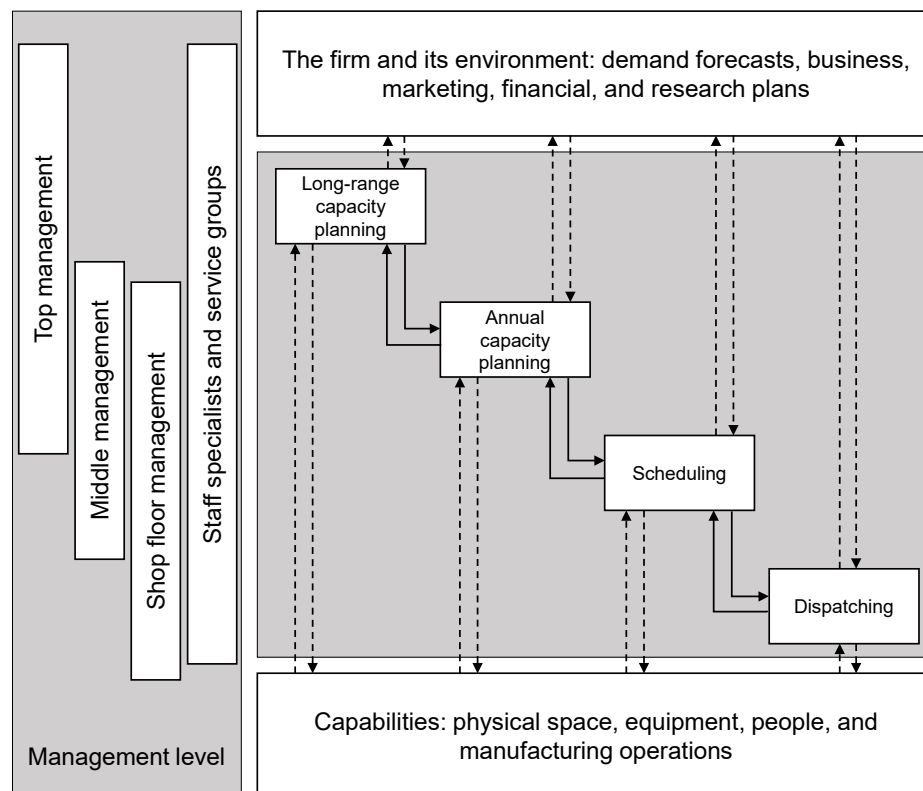 Top management
Middle management
Shop floor management
Staff specialists and service groups
Management level
The firm and its environment: demand forecasts, business,
marketing, financial, and research plans
Long-range
capacity
planning
Annual
capacity
planning
Scheduling
Dispatching
Capabilities: physical space, equipment, people, and
manufacturing operations